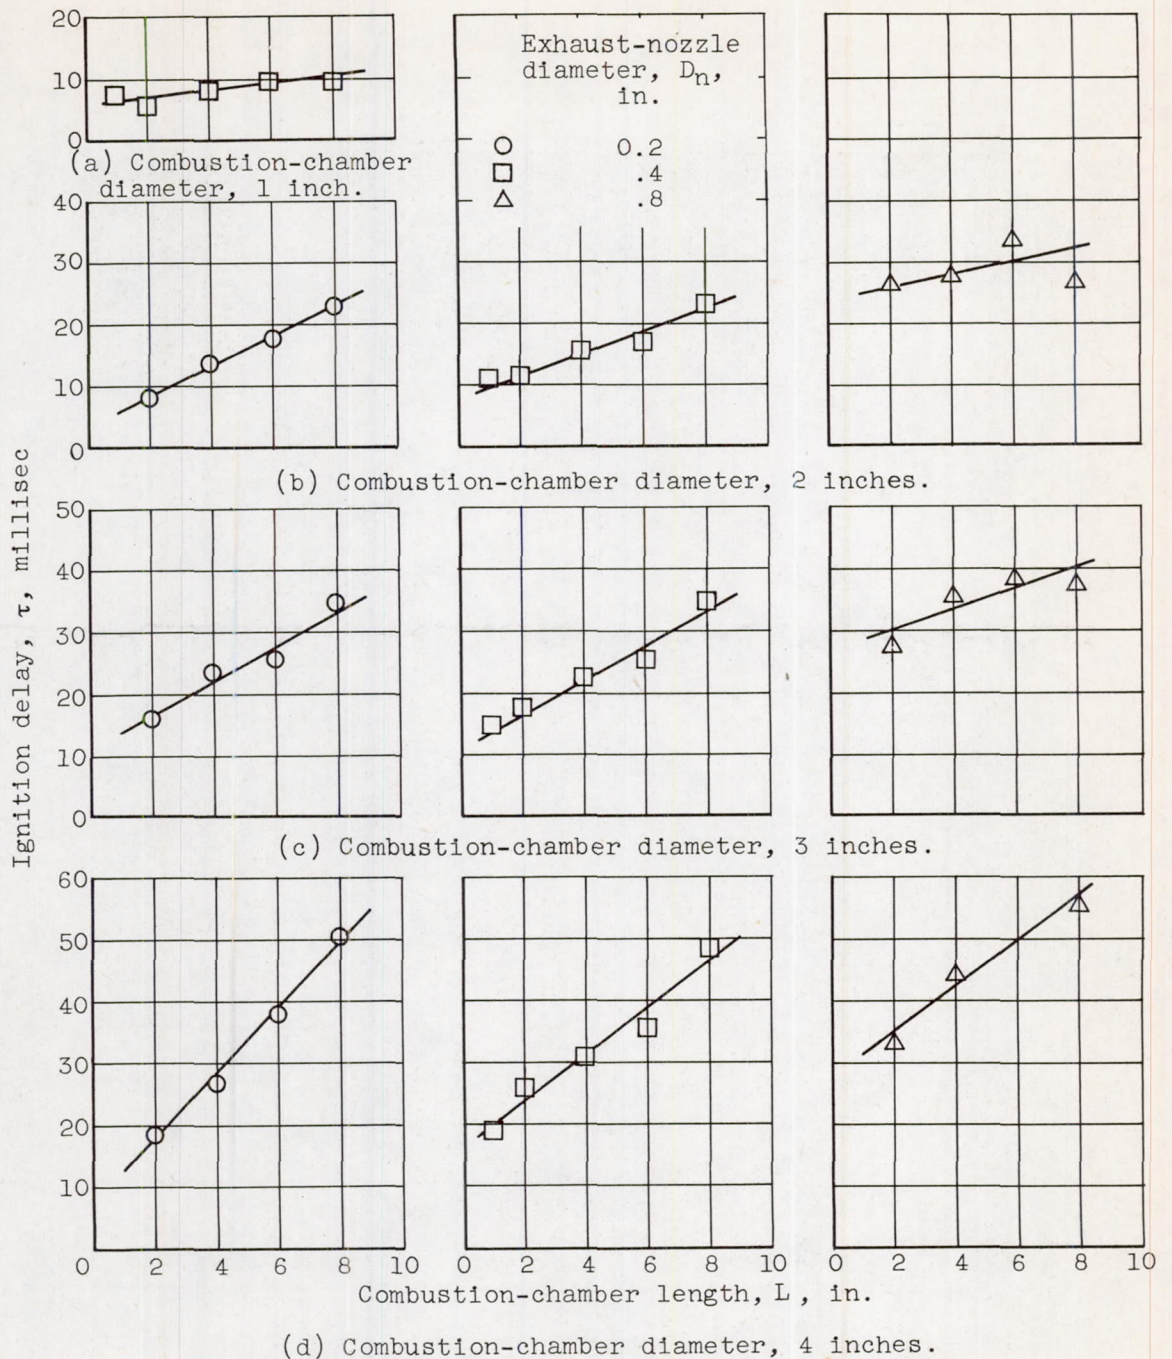 20
10
0
(a) Combustion-chamber
diameter, 1 inch.
Exhaust-nozzle
diameter, Dn,
in.
0.2
.4
.8
40
30
20
10
0
(b) Combustion-chamber diameter, 2 inches.
Ignition delay, τ, millisec
50
40
30
20
10
0
(c) Combustion-chamber diameter, 3 inches.
60
50
40
30
20
10
0 2 4 6 8 10 0 2 4 6 8 10 0 2 4 6 8 10
Combustion-chamber length, L, in.
(d) Combustion-chamber diameter, 4 inches.